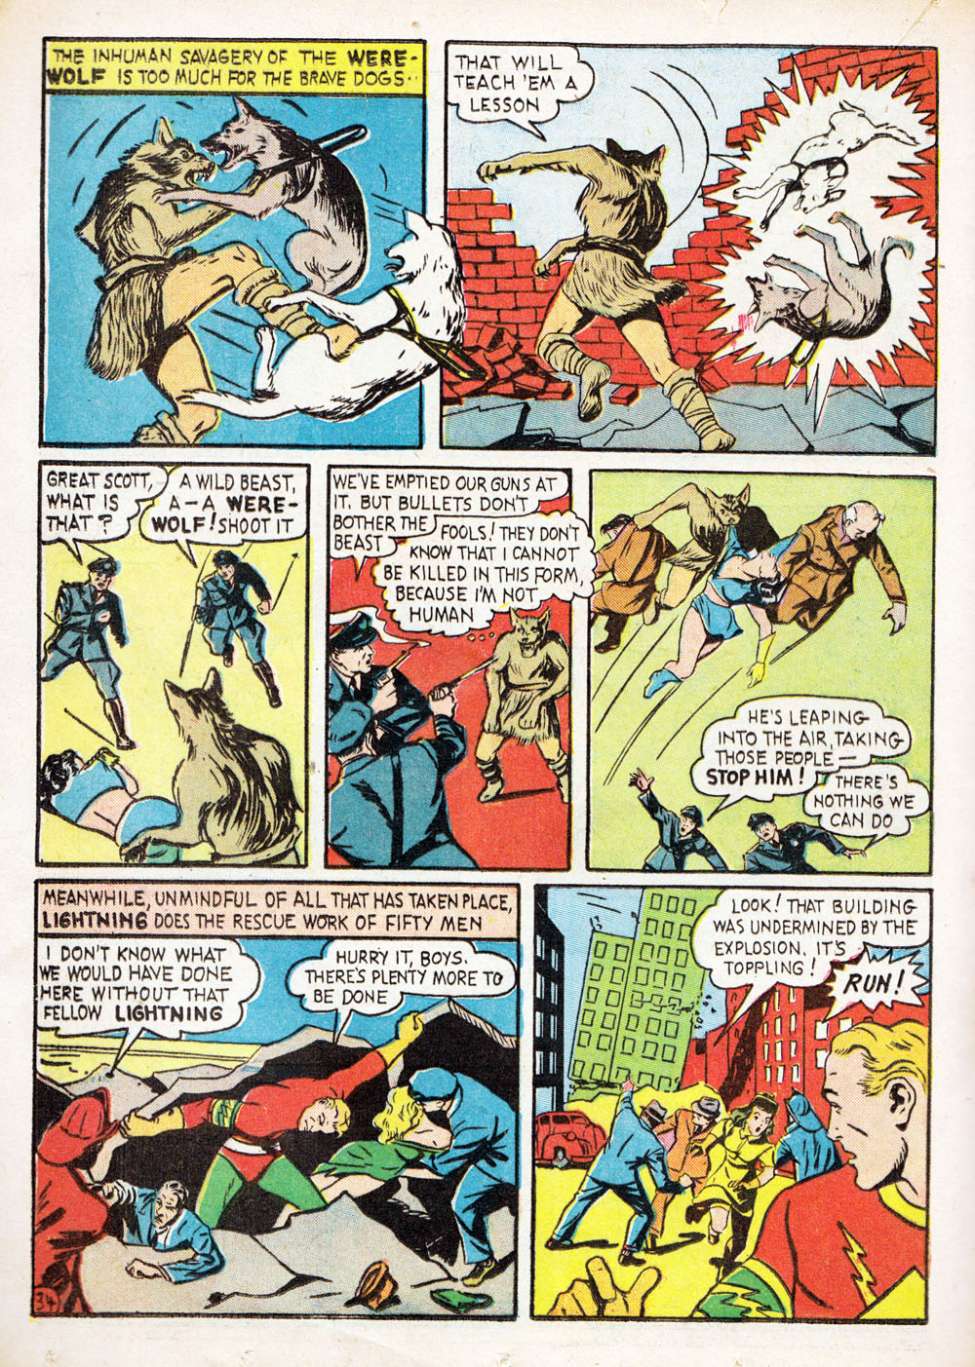 THE INHUMAN SAVAGERY OF THE WERE-
WOLF IS TOO MUCH FOR THE BRAVE DOGS..
THAT WILL
TEACH 'EM A
LESSON
GREAT SCOTT,
WHAT IS
THAT?
A WILD BEAST,
A-A WERE-
WOLF! SHOOT IT
WE'VE EMPTIED OUR GUNS AT
IT. BUT BULLETS DON'T
BOTHER THE
BEAST
FOOLS! THEY DON'T
KNOW THAT I CANNOT
BE KILLED IN THIS FORM,
BECAUSE I'M NOT
HUMAN
HE'S LEAPING
INTO THE AIR, TAKING
THOSE PEOPLE—
STOP HIM!
THERE'S
NOTHING WE
CAN DO
MEANWHILE, UNMINDFUL OF ALL THAT HAS TAKEN PLACE,
LIGHTNING DOES THE RESCUE WORK OF FIFTY MEN
I DON'T KNOW WHAT
WE WOULD HAVE DONE
HERE WITHOUT THAT
FELLOW LIGHTNING
HURRY IT, BOYS.
THERE'S PLENTY MORE TO
BE DONE
LOOK! THAT BUILDING
WAS UNDERMINED BY THE
EXPLOSION. IT'S
TOPPLING!
RUN!
34